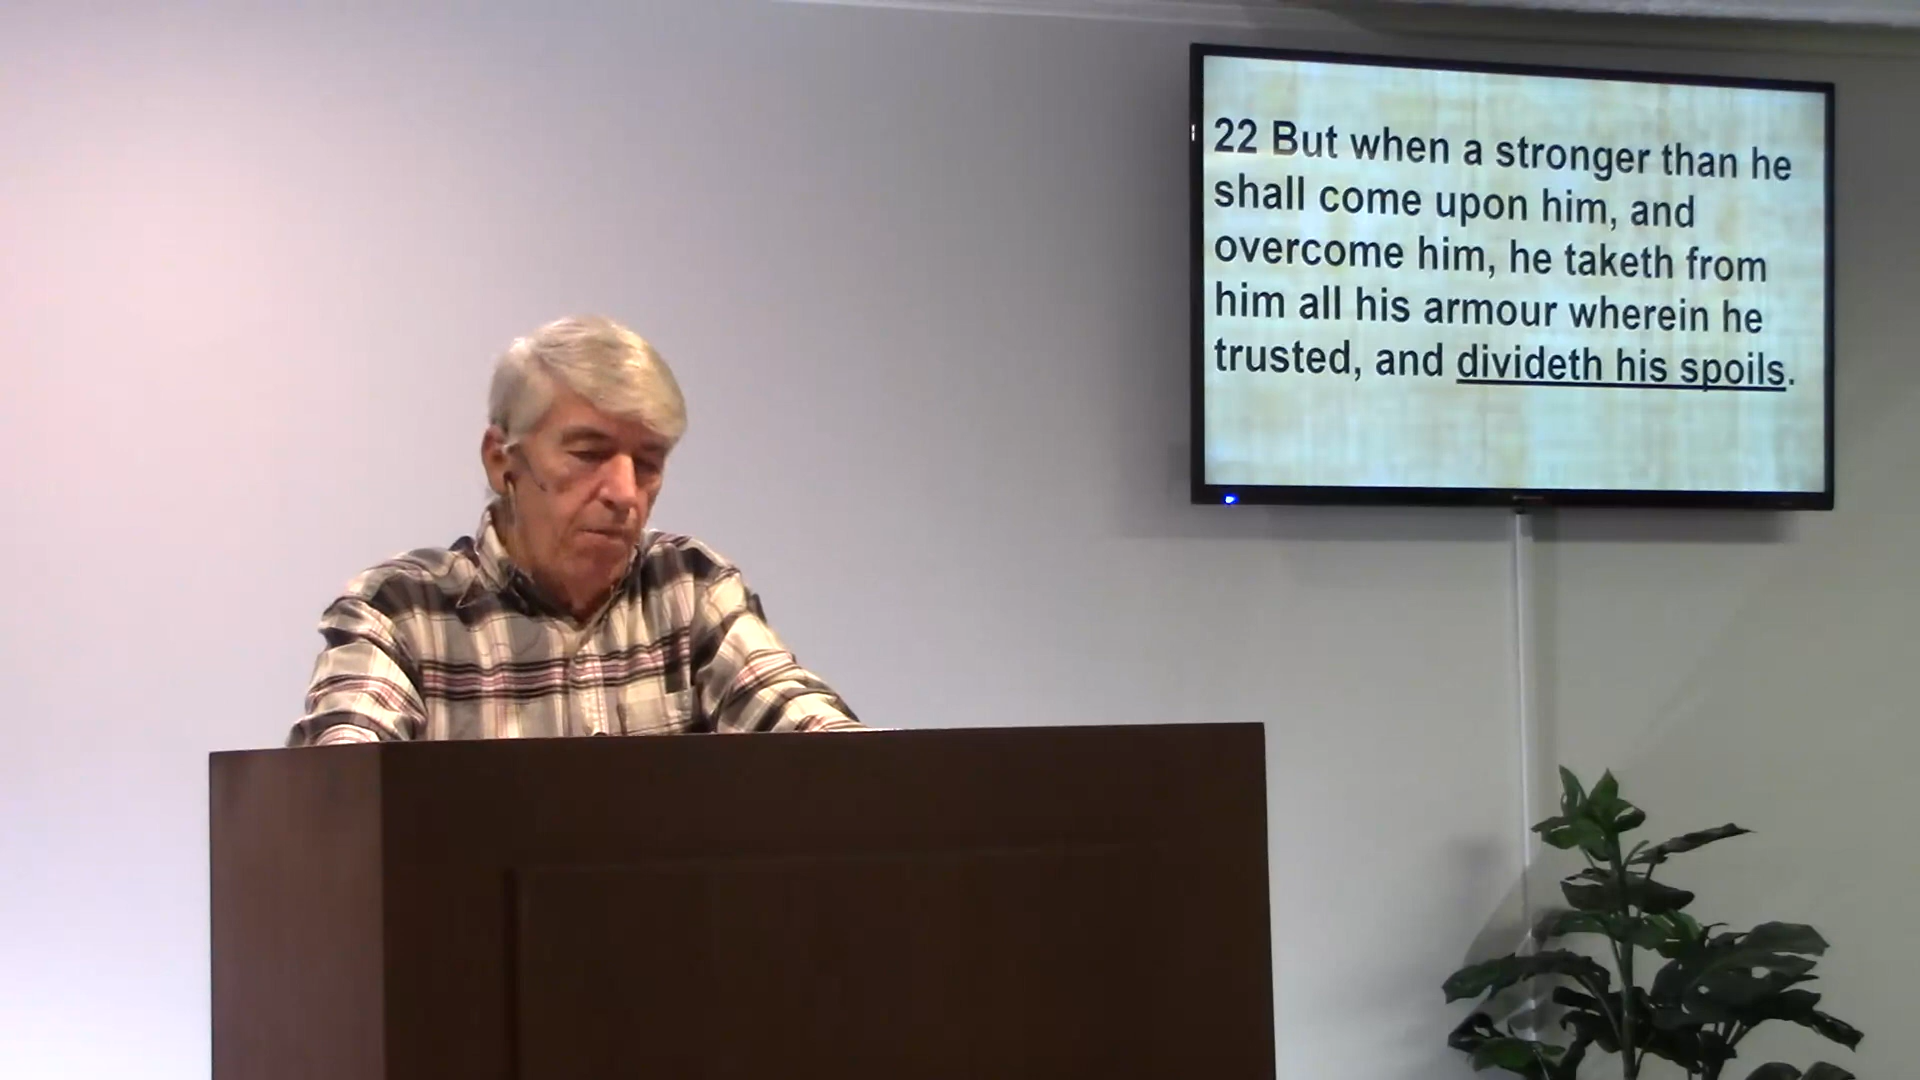 22 But when a stronger than he
shall come upon him, and
overcome him, he taketh from
him all his armour wherein he
trusted, and divideth his spoils.